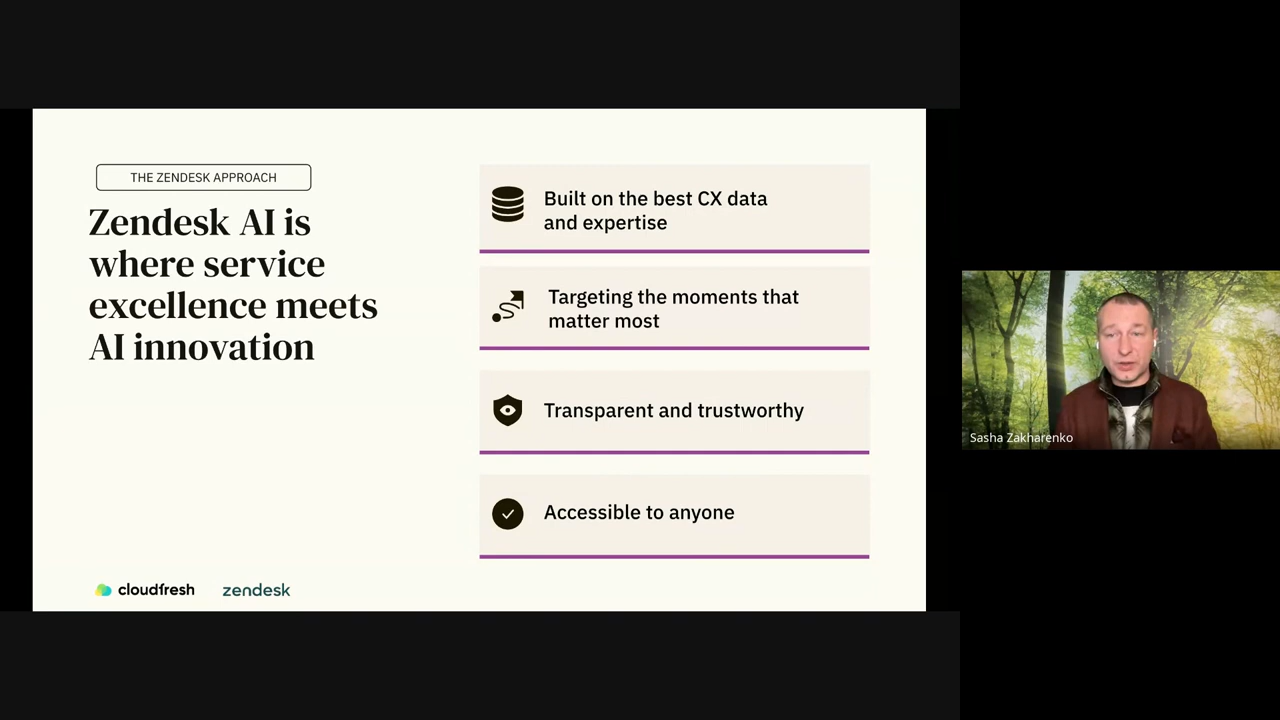 THE ZENDESK APPROACH
Zendesk AI is
where service
excellence meets
AI innovation
Built on the best CX data
and expertise
Targeting the moments that
matter most
Transparent and trustworthy
Accessible to anyone
cloudfresh
zendesk
Sasha Zakharenko